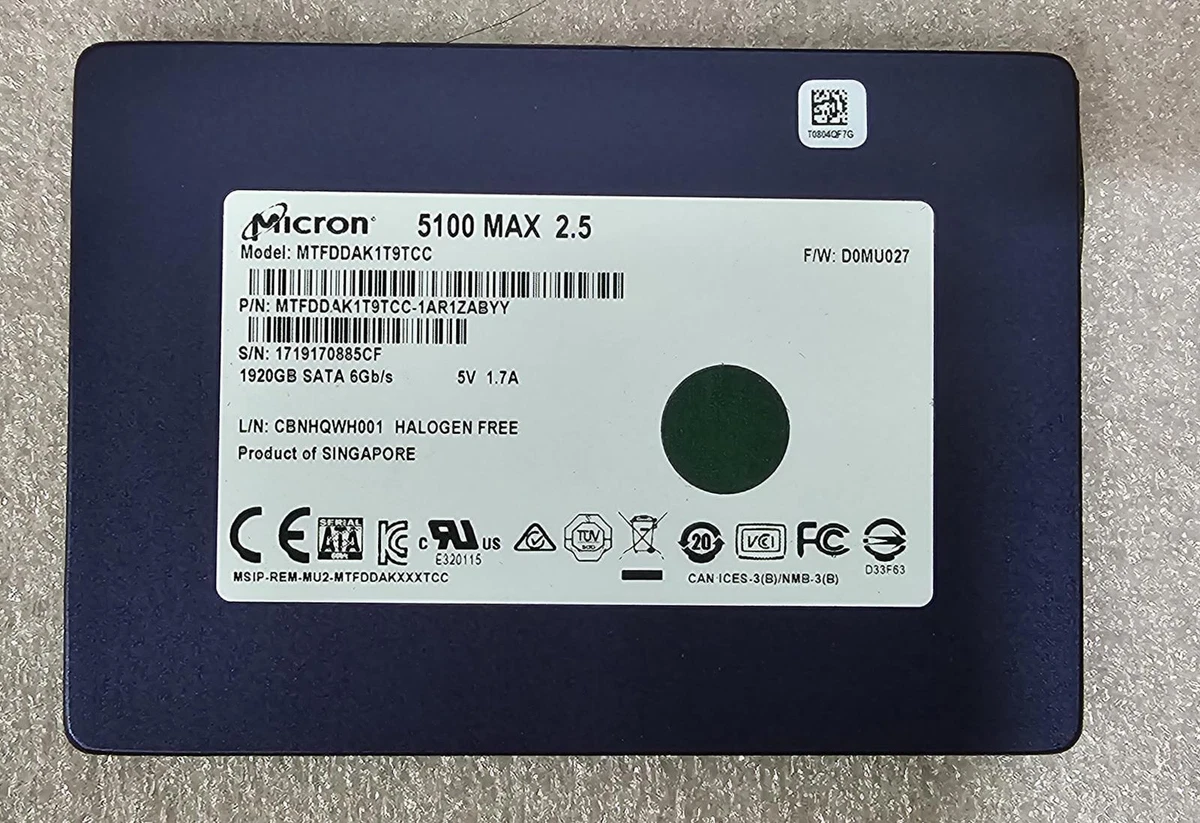 T0804QF7G
Micron® 5100 MAX 2.5
Model: MTFDDAK1T9TCC
F/W: D0MU027
P/N: MTFDDAK1T9TCC-1AR1ZABYY
S/N: 1719170885CF
1920GB SATA 6Gb/s 5V 1.7A
L/N: CBNHQWH001 HALOGEN FREE
Product of SINGAPORE
CE SERIAL ATA KC c RU US TÜV 20 VCI FC
E320115
D33F63
MSIP-REM-MU2-MTFDDAKXXXTCC
CAN ICES-3(B)/NMB-3(B)